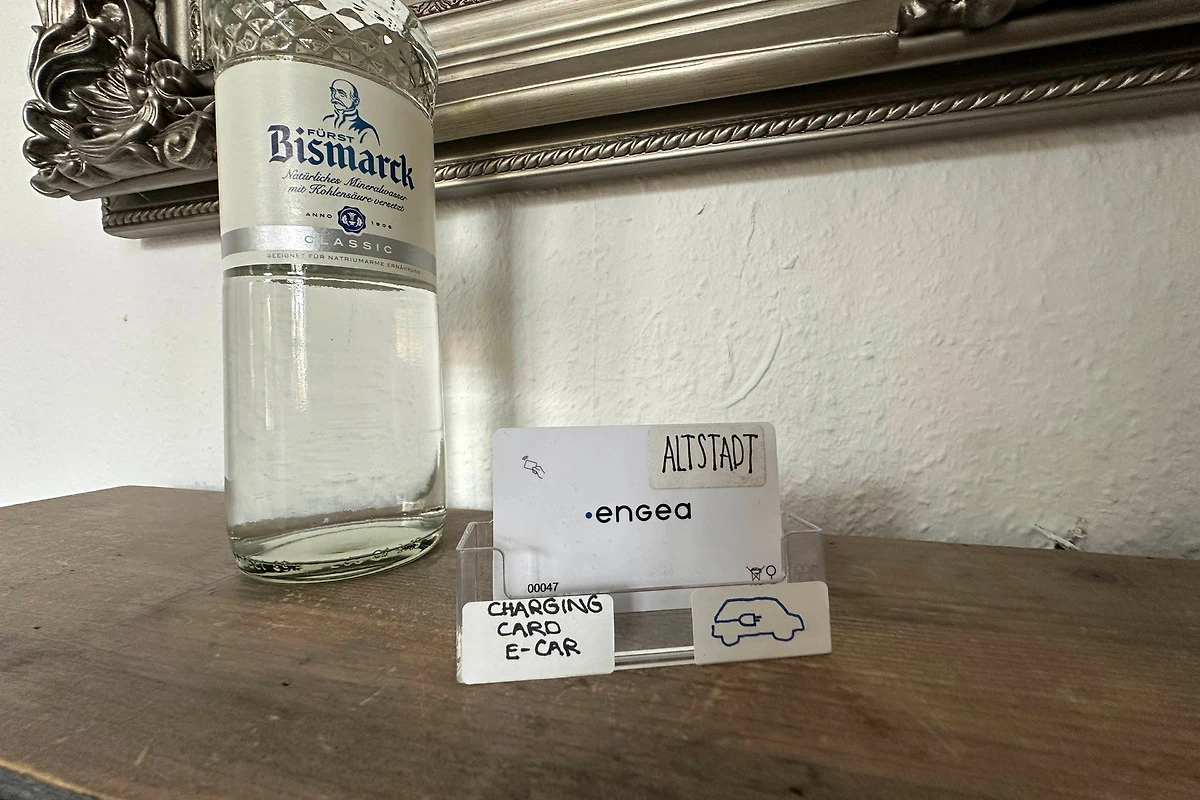 FÜRST
Bismarck
Natürliches Mineralwasser
mit Kohlensäure versetzt
ANNO 1906
CLASSIC
GEEIGNET FÜR NATRIUMARME ERNÄHRUNG
ALTSTADT
engea
00047
CHARGING
CARD
E-CAR